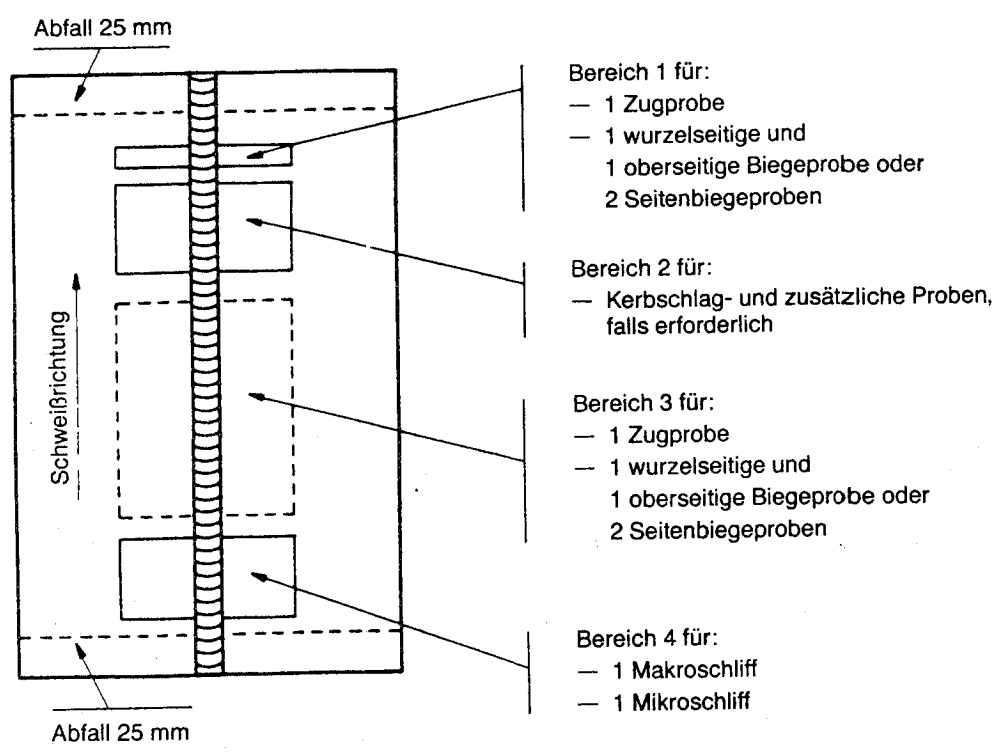 Abfall 25 mm
Bereich 1 für:
— 1 Zugprobe
— 1 wurzelseitige und
1 oberseitige Biegeprobe oder
2 Seitenbiegeproben
Bereich 2 für:
— Kerbschlag- und zusätzliche Proben,
falls erforderlich
Schweißrichtung
Bereich 3 für:
— 1 Zugprobe
— 1 wurzelseitige und
1 oberseitige Biegeprobe oder
2 Seitenbiegeproben
Bereich 4 für:
— 1 Makroschliff
— 1 Mikroschliff
Abfall 25 mm